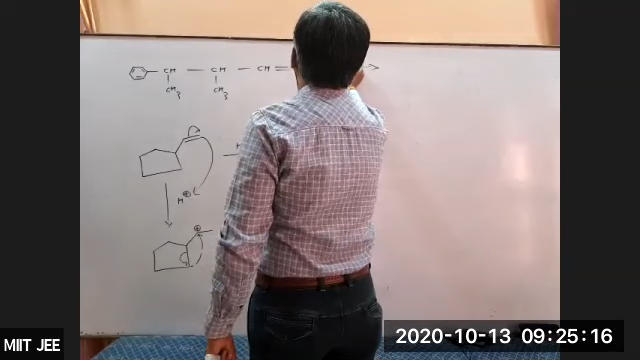 CH — CH — CH =
CH3 CH3
H⊕
⊕
MIIT JEE
2020-10-13 09:25:16